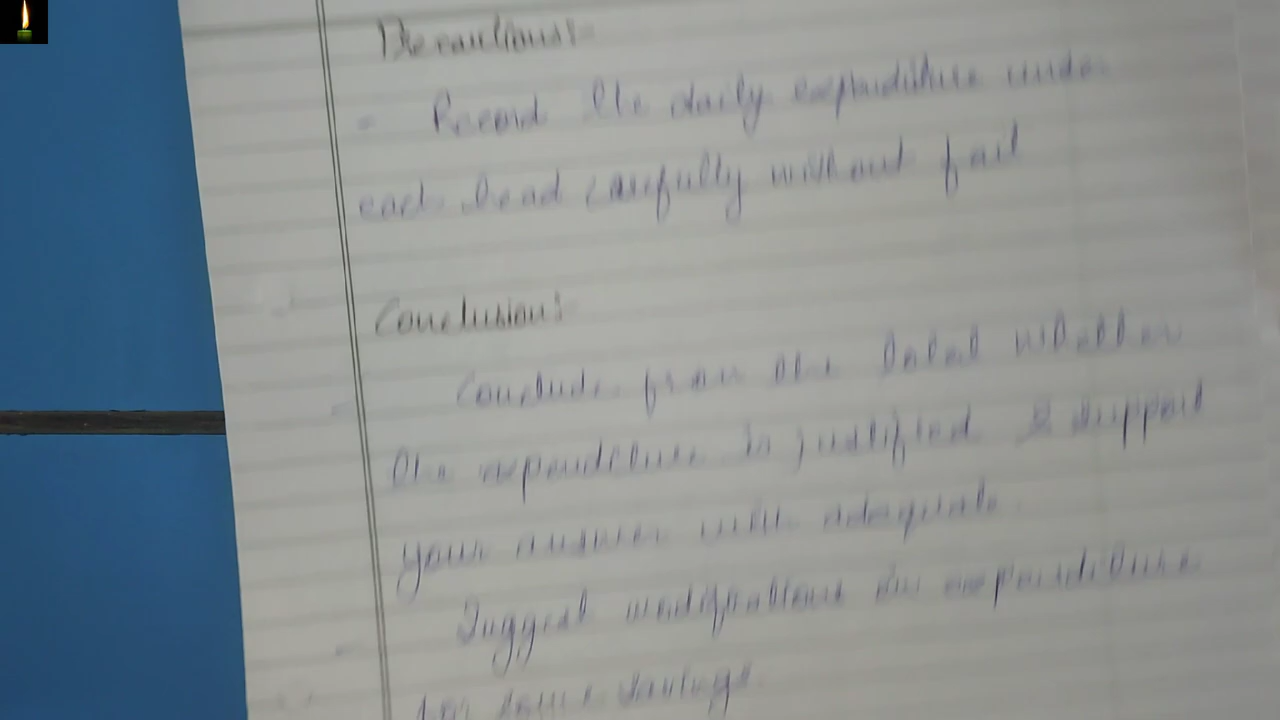 Precautions:-
- Record the daily expenditure under
each head carefully without fail
Conclusion:-
Conclude from the total whether
the expenditure is justified & support
your answer with adequate
Suggest modifications in expenditure
for some savings.